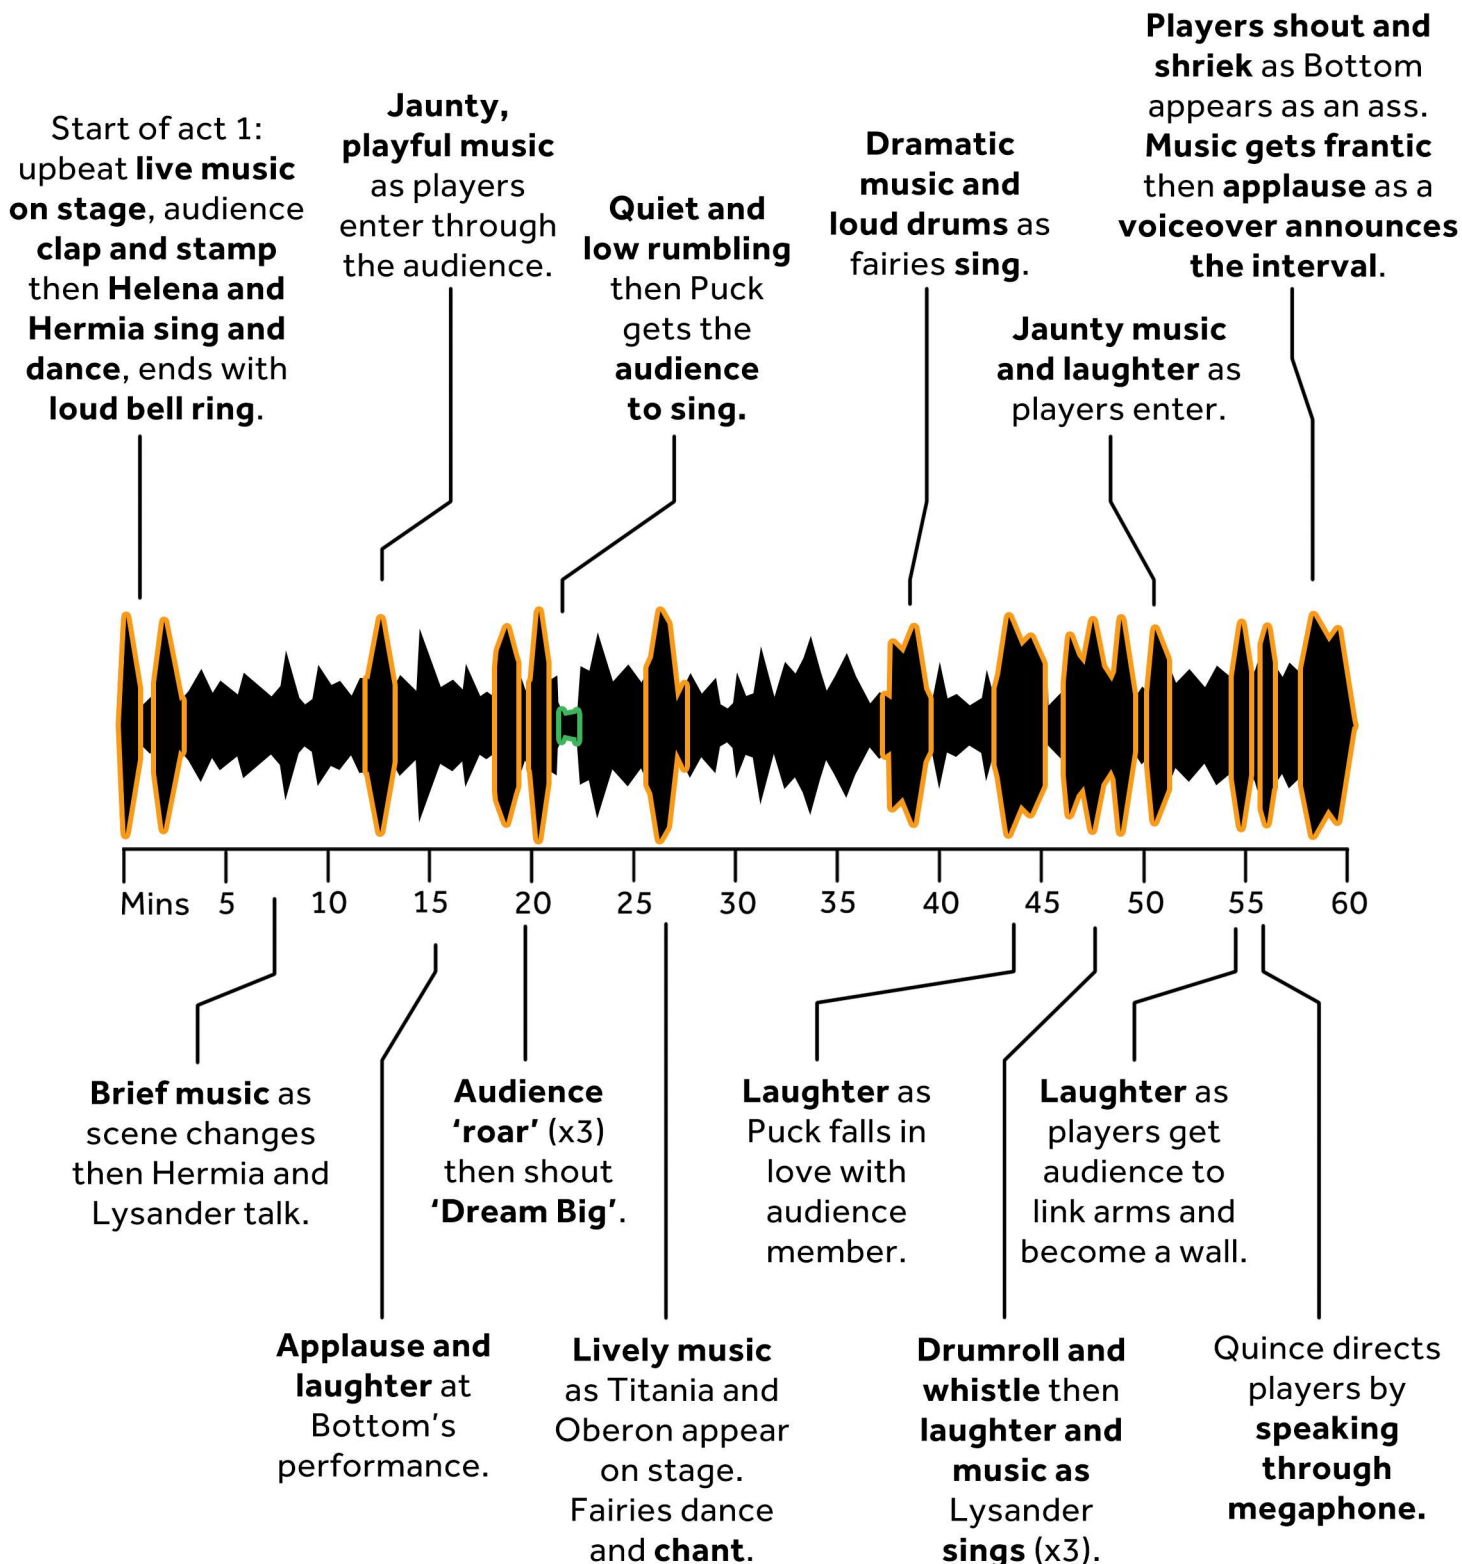 Start of act 1:
upbeat live music
on stage, audience
clap and stamp
then Helena and
Hermia sing and
dance, ends with
loud bell ring.
Jaunty,
playful music
as players
enter through
the audience.
Quiet and
low rumbling
then Puck
gets the
audience
to sing.
Dramatic
music and
loud drums as
fairies sing.
Jaunty music
and laughter as
players enter.
Players shout and
shriek as Bottom
appears as an ass.
Music gets frantic
then applause as a
voiceover announces
the interval.
Mins 5 10 15 20 25 30 35 40 45 50 55 60
Brief music as
scene changes
then Hermia and
Lysander talk.
Applause and
laughter at
Bottom’s
performance.
Audience
‘roar’ (x3)
then shout
‘Dream Big’.
Lively music
as Titania and
Oberon appear
on stage.
Fairies dance
and chant.
Laughter as
Puck falls in
love with
audience
member.
Drumroll and
whistle then
laughter and
music as
Lysander
sings (x3).
Laughter as
players get
audience to
link arms and
become a wall.
Quince directs
players by
speaking
through
megaphone.